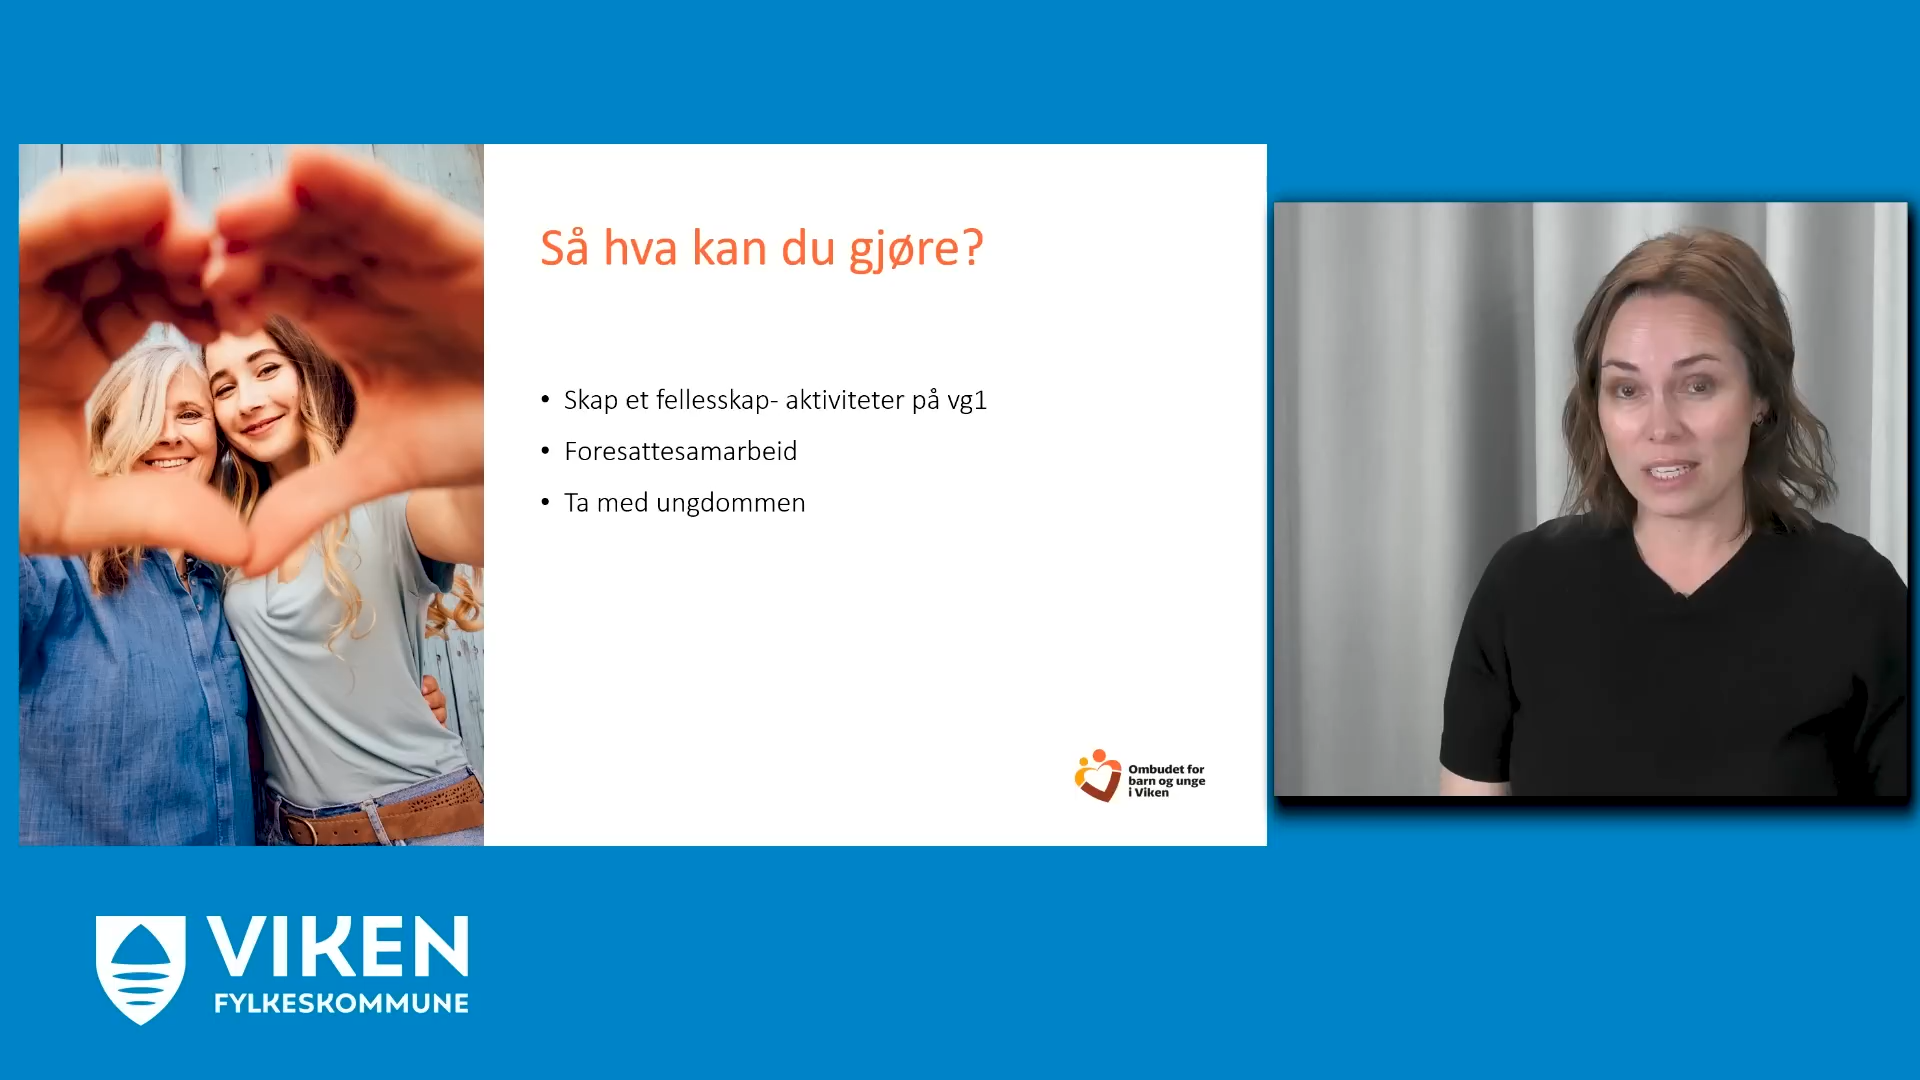 Så hva kan du gjøre?
• Skap et fellesskap- aktiviteter på vg1
• Foresattesamarbeid
• Ta med ungdommen
Ombudet for
barn og unge
i Viken
VIKEN
FYLKESKOMMUNE